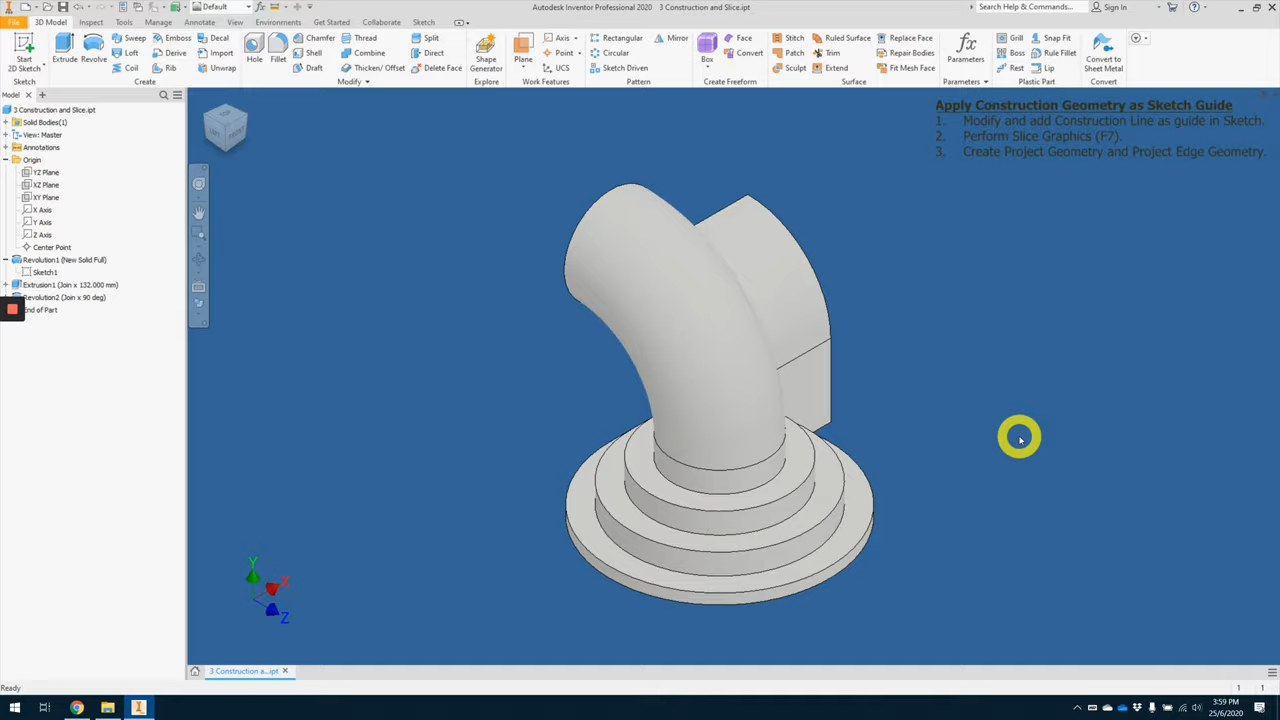 Default
Autodesk Inventor Professional 2020   3 Construction and Slice.ipt
Search Help & Commands...
Sign In
File 3D Model Sketch Inspect Tools Manage Annotate View Environments Get Started Collaborate
Start
2D Sketch
Sketch
Extrude
Revolve
Sweep Emboss Decal
Loft Derive Import
Coil Rib Unwrap
Create
Hole
Fillet
Chamfer Thread Split
Shell Combine Direct
Draft Thicken/ Offset Delete Face
Modify
Shape
Generator
Explore
Plane
Axis
Point
UCS
Work Features
Rectangular Mirror
Circular
Sketch Driven
Pattern
Box
Face
Convert
Create Freeform
Stitch Ruled Surface Replace Face
Patch Trim Repair Bodies
Sculpt Extend Fit Mesh Face
Surface
fx
Parameters
Parameters
Grill Snap Fit
Boss Rule Fillet
Rest Lip
Plastic Part
Convert to
Sheet Metal
Convert
Model
3 Construction and Slice.ipt
Solid Bodies(1)
View: Master
Annotations
Origin
YZ Plane
XZ Plane
XY Plane
X Axis
Y Axis
Z Axis
Center Point
Revolution1 (New Solid Full)
Sketch1
Extrusion1 (Join x 132.000 mm)
Revolution2 (Join x 90 deg)
End of Part
Apply Construction Geometry as Sketch Guide
1. Modify and add Construction Line as guide in Sketch.
2. Perform Slice Graphics (F7).
3. Create Project Geometry and Project Edge Geometry.
Y
X
Z
3 Construction a...ipt
Ready
1 1
3:59 PM
25/6/2020